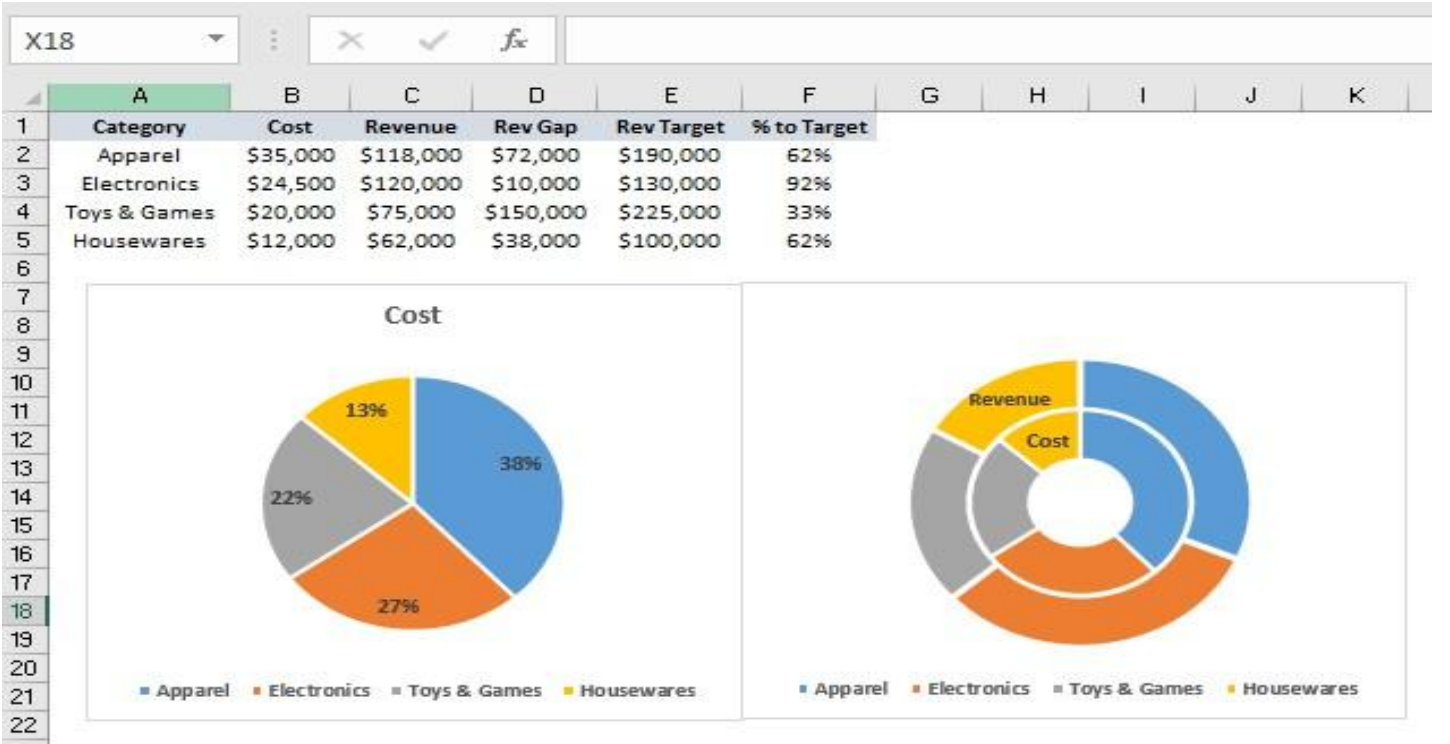 X18 fx
A B C D E F G H I J K
1 Category Cost Revenue Rev Gap Rev Target % to Target
2 Apparel $35,000 $118,000 $72,000 $190,000 62%
3 Electronics $24,500 $120,000 $10,000 $130,000 92%
4 Toys & Games $20,000 $75,000 $150,000 $225,000 33%
5 Housewares $12,000 $62,000 $38,000 $100,000 62%
6
7
8
9
10
11
12
13
14
15
16
17
18
19
20
21
22
Cost
13%
38%
22%
27%
Apparel Electronics Toys & Games Housewares
Revenue
Cost
Apparel Electronics Toys & Games Housewares